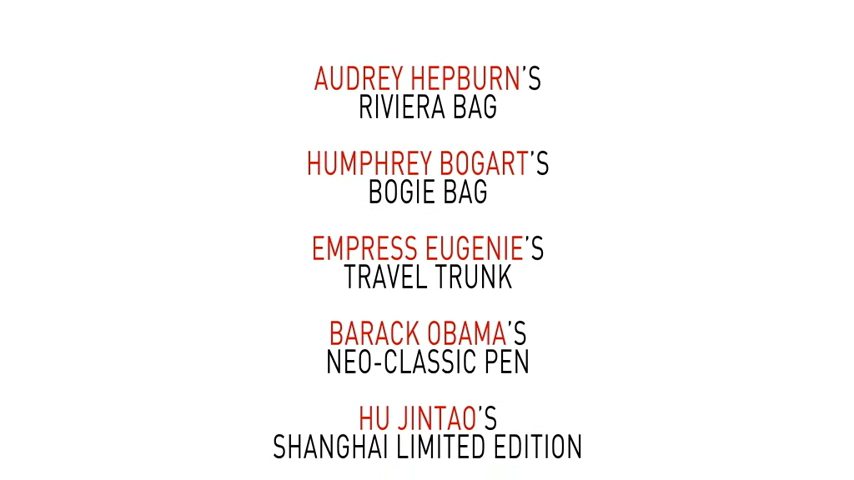 AUDREY HEPBURN'S
RIVIERA BAG
HUMPHREY BOGART'S
BOGIE BAG
EMPRESS EUGENIE'S
TRAVEL TRUNK
BARACK OBAMA'S
NEO-CLASSIC PEN
HU JINTAO'S
SHANGHAI LIMITED EDITION